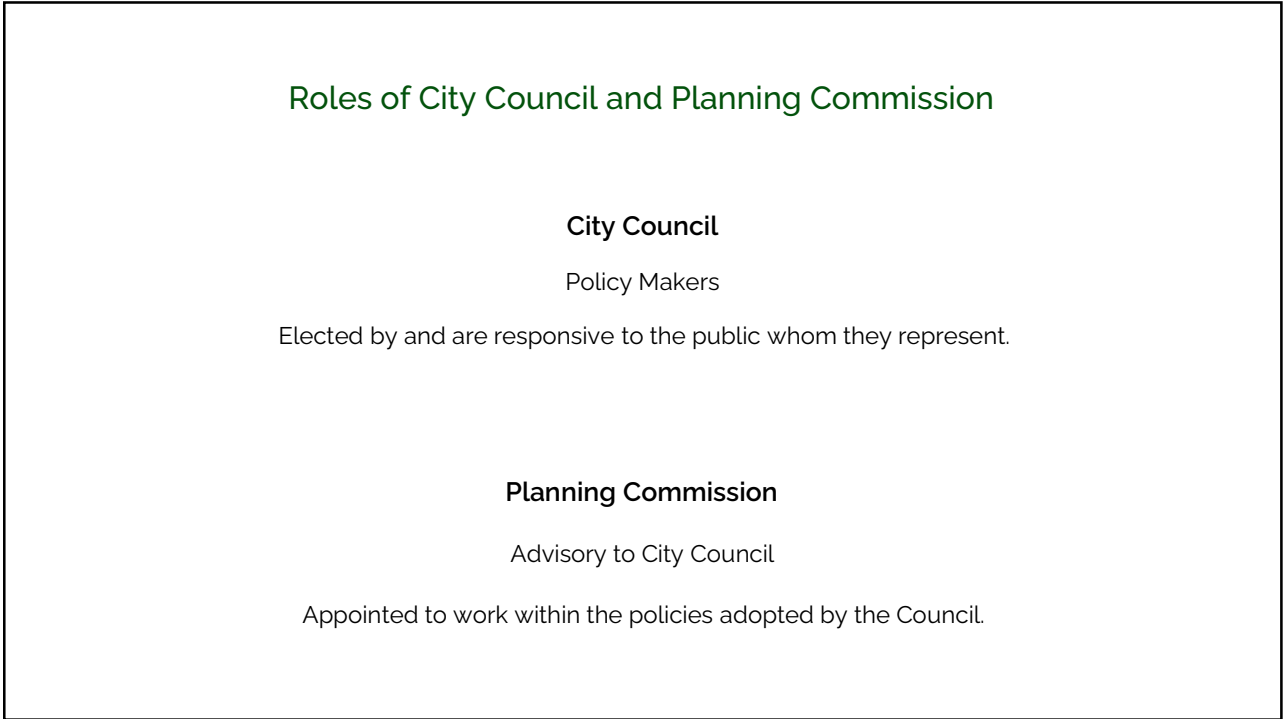 Roles of City Council and Planning Commission
City Council
Policy Makers
Elected by and are responsive to the public whom they represent.
Planning Commission
Advisory to City Council
Appointed to work within the policies adopted by the Council.